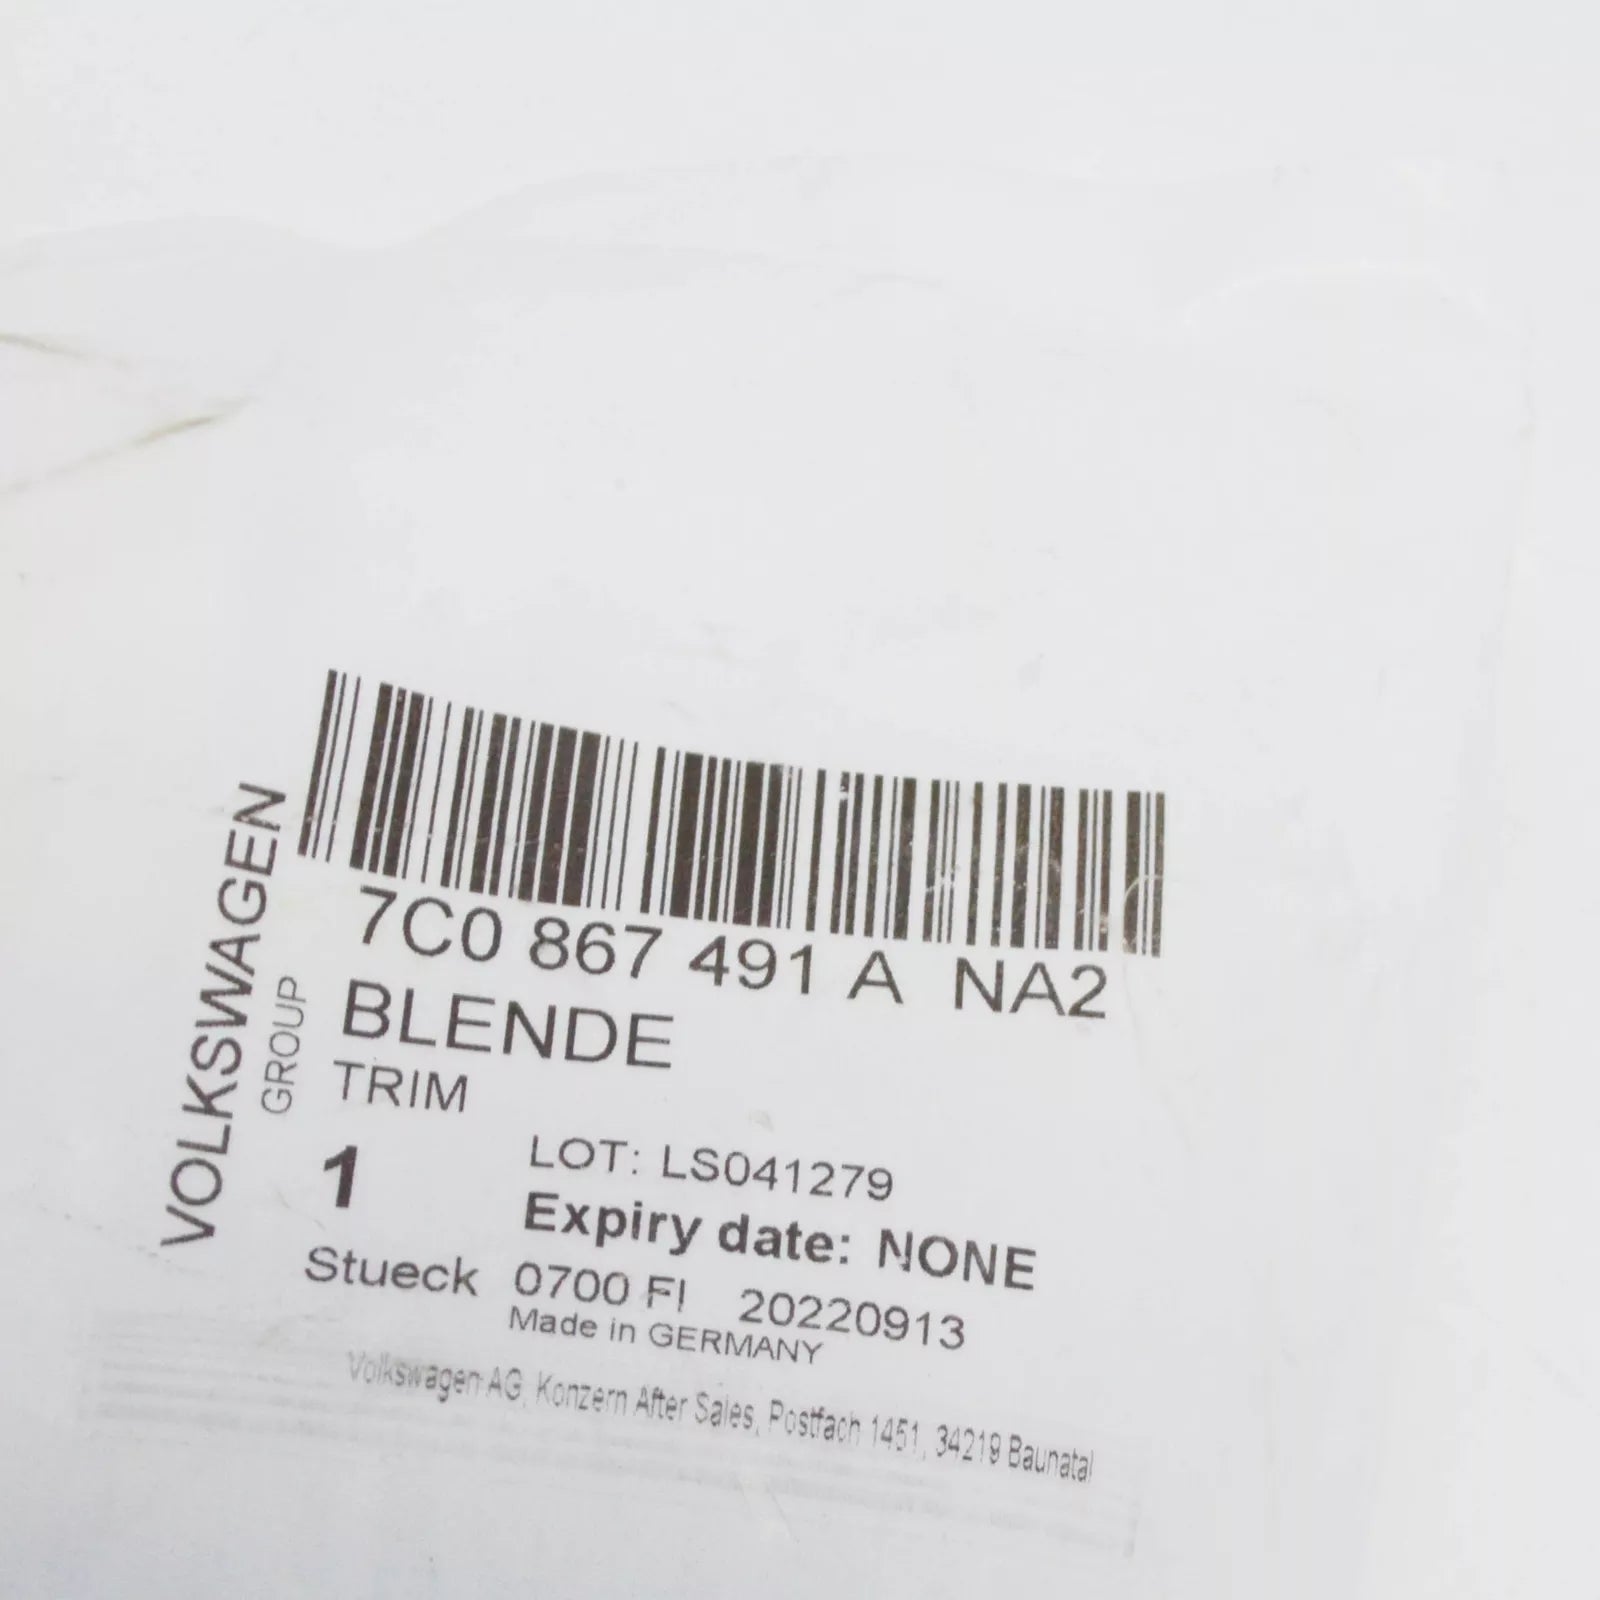 VOLKSWAGEN
GROUP
7C0 867 491 A NA2
BLENDE
TRIM
1
Stueck
LOT: LS041279
Expiry date: NONE
0700 FI 20220913
Made in GERMANY
Volkswagen AG, Konzern After Sales, Postfach 1451, 34219 Baunatal